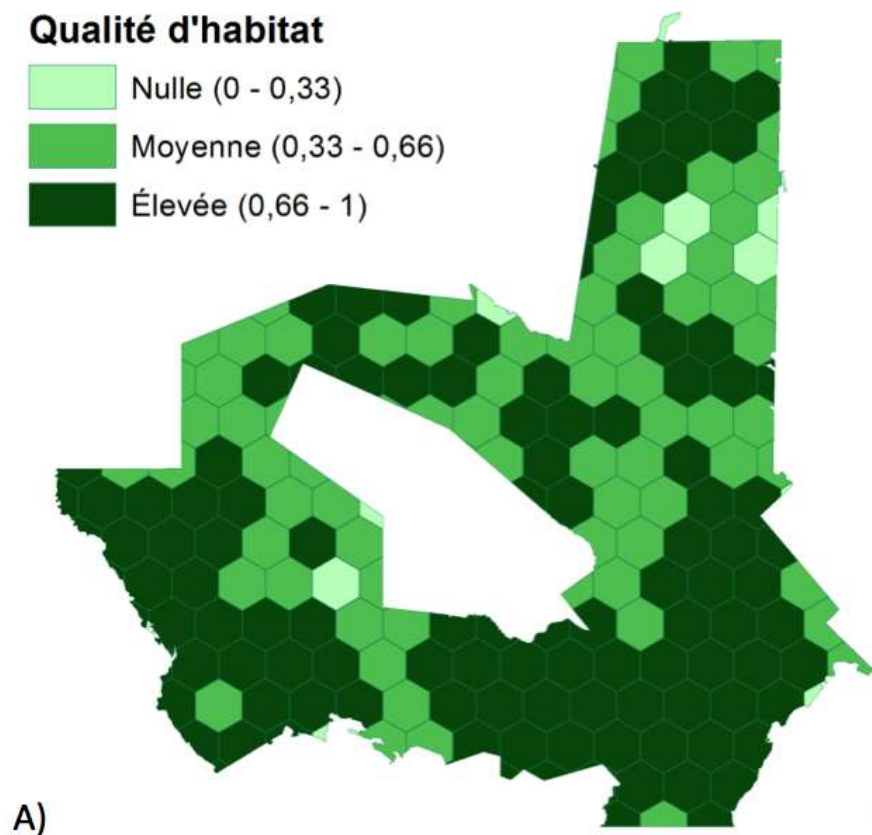 Qualité d'habitat
Nulle (0 - 0,33)
Moyenne (0,33 - 0,66)
Élevée (0,66 - 1)
A)